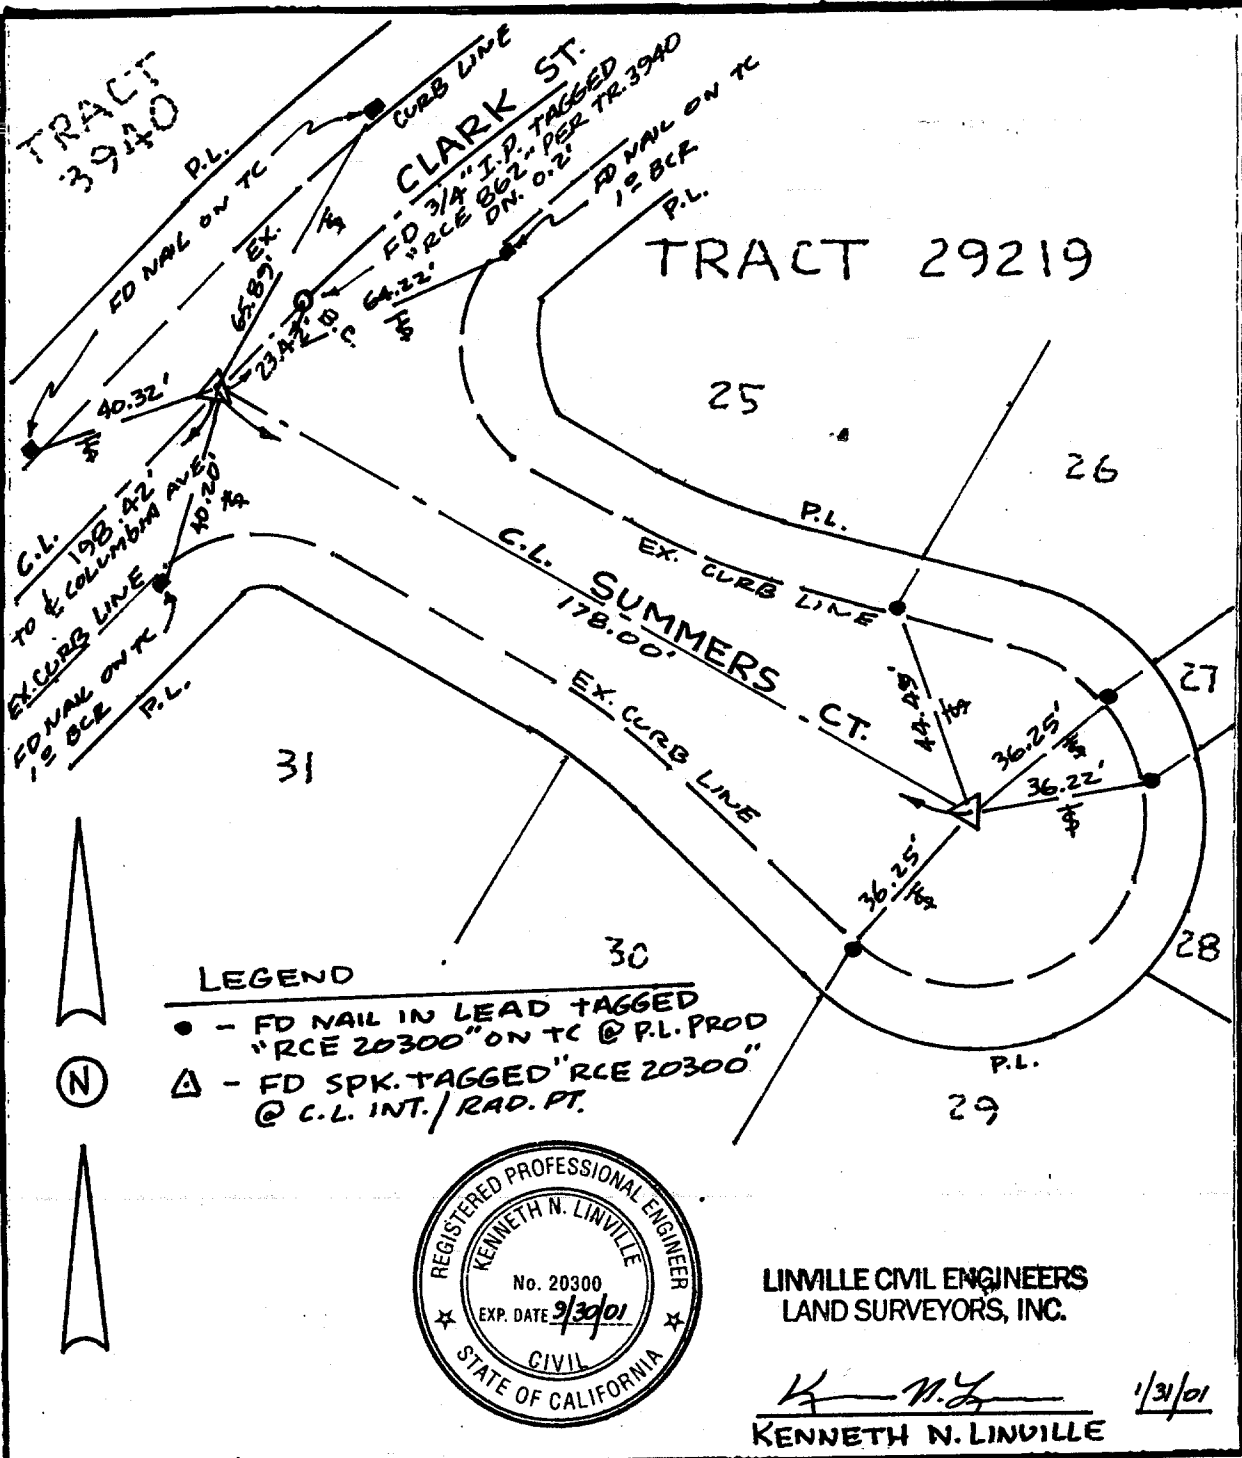 TRACT
3940
P.L.
FD NAIL ON TC
EX.
CURB LINE
CLARK ST.
FD 3/4" I.P. TAGGED
"RCE 862" PER TR. 3940
DN. 0.2'
FD NAIL ON TC
1' BCR
P.L.
TRACT 29219
65.89'
23.42'
B.C.
64.22'
40.32'
40.20'
C.L.
198.42'
TO ℄ COLUMBIA AVE.
EX. CURB LINE
FD NAIL ON TC
1' BCR
P.L.
25
26
P.L.
C.L. SUMMERS CT.
178.00'
EX. CURB LINE
EX. CURB LINE
44.49'
36.25'
36.22'
36.25'
27
28
29
30
31
P.L.
LEGEND
● - FD NAIL IN LEAD TAGGED
"RCE 20300" ON TC @ P.L. PROD
△ - FD SPK. TAGGED "RCE 20300"
@ C.L. INT./RAD. PT.
N
REGISTERED PROFESSIONAL ENGINEER
KENNETH N. LINVILLE
No. 20300
EXP. DATE 9/30/01
CIVIL
STATE OF CALIFORNIA
LINVILLE CIVIL ENGINEERS
LAND SURVEYORS, INC.
1/31/01
KENNETH N. LINVILLE